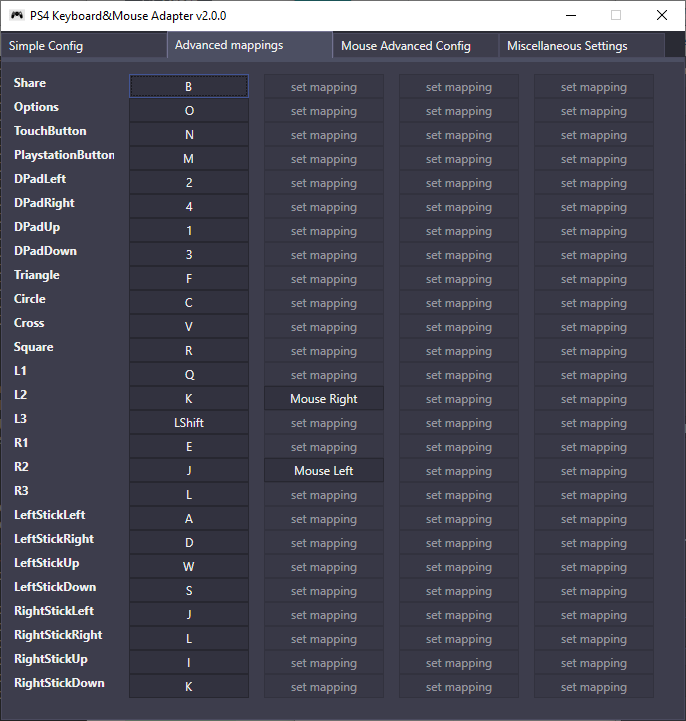 PS4 Keyboard&Mouse Adapter v2.0.0
Simple Config Advanced mappings Mouse Advanced Config Miscellaneous Settings
Share B set mapping set mapping set mapping
Options O set mapping set mapping set mapping
TouchButton N set mapping set mapping set mapping
PlaystationButton M set mapping set mapping set mapping
DPadLeft 2 set mapping set mapping set mapping
DPadRight 4 set mapping set mapping set mapping
DPadUp 1 set mapping set mapping set mapping
DPadDown 3 set mapping set mapping set mapping
Triangle F set mapping set mapping set mapping
Circle C set mapping set mapping set mapping
Cross V set mapping set mapping set mapping
Square R set mapping set mapping set mapping
L1 Q set mapping set mapping set mapping
L2 K Mouse Right set mapping set mapping
L3 LShift set mapping set mapping set mapping
R1 E set mapping set mapping set mapping
R2 J Mouse Left set mapping set mapping
R3 L set mapping set mapping set mapping
LeftStickLeft A set mapping set mapping set mapping
LeftStickRight D set mapping set mapping set mapping
LeftStickUp W set mapping set mapping set mapping
LeftStickDown S set mapping set mapping set mapping
RightStickLeft J set mapping set mapping set mapping
RightStickRight L set mapping set mapping set mapping
RightStickUp I set mapping set mapping set mapping
RightStickDown K set mapping set mapping set mapping